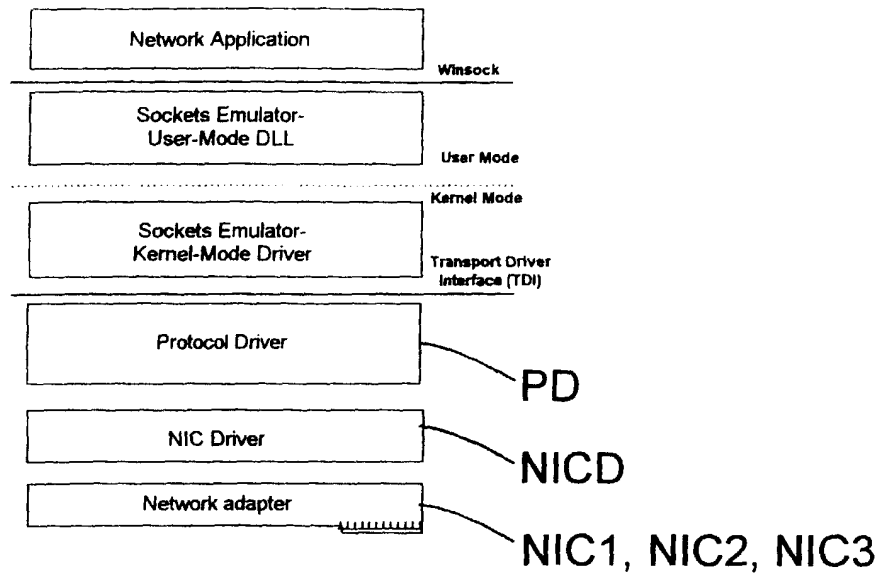 Network Application
Winsock
Sockets Emulator-
User-Mode DLL
User Mode
Kernel Mode
Sockets Emulator-
Kernel-Mode Driver
Transport Driver
Interface (TDI)
Protocol Driver
PD
NIC Driver
NICD
Network adapter
NIC1, NIC2, NIC3